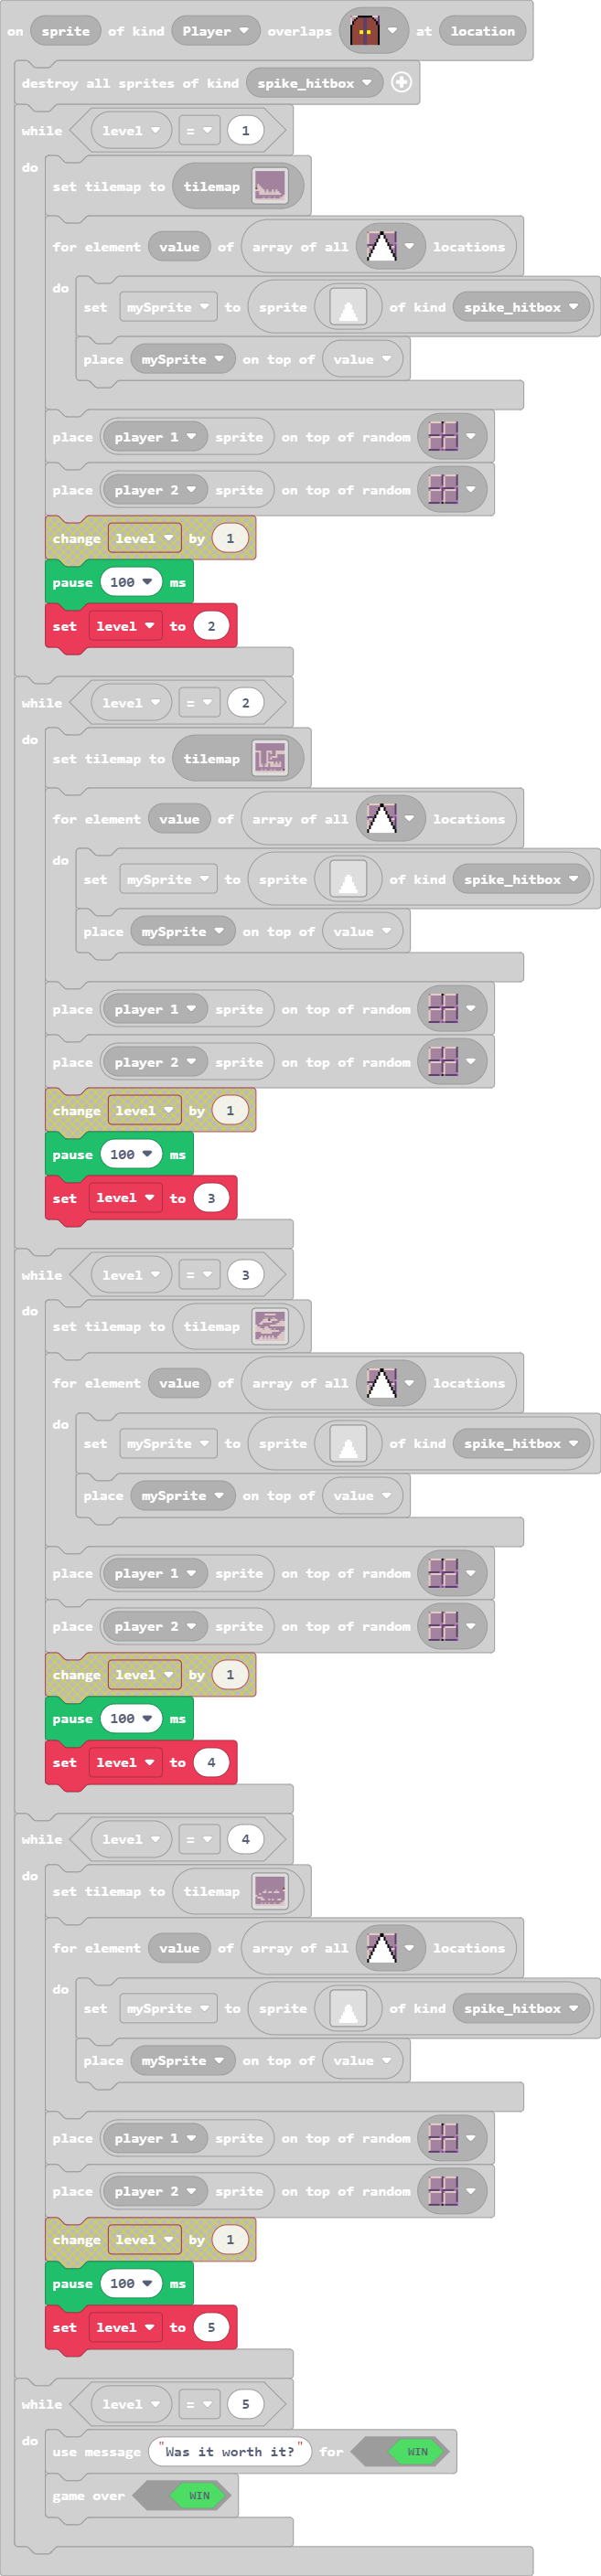 on sprite of kind Player overlaps at location
destroy all sprites of kind spike_hitbox
while level = 1
do
set tilemap to tilemap
for element value of array of all locations
do
set mySprite to sprite of kind spike_hitbox
place mySprite on top of value
place player 1 sprite on top of random
place player 2 sprite on top of random
change level by 1
pause 100 ms
set level to 2
while level = 2
do
set tilemap to tilemap
for element value of array of all locations
do
set mySprite to sprite of kind spike_hitbox
place mySprite on top of value
place player 1 sprite on top of random
place player 2 sprite on top of random
change level by 1
pause 100 ms
set level to 3
while level = 3
do
set tilemap to tilemap
for element value of array of all locations
do
set mySprite to sprite of kind spike_hitbox
place mySprite on top of value
place player 1 sprite on top of random
place player 2 sprite on top of random
change level by 1
pause 100 ms
set level to 4
while level = 4
do
set tilemap to tilemap
for element value of array of all locations
do
set mySprite to sprite of kind spike_hitbox
place mySprite on top of value
place player 1 sprite on top of random
place player 2 sprite on top of random
change level by 1
pause 100 ms
set level to 5
while level = 5
do
use message "Was it worth it?" for WIN
game over WIN